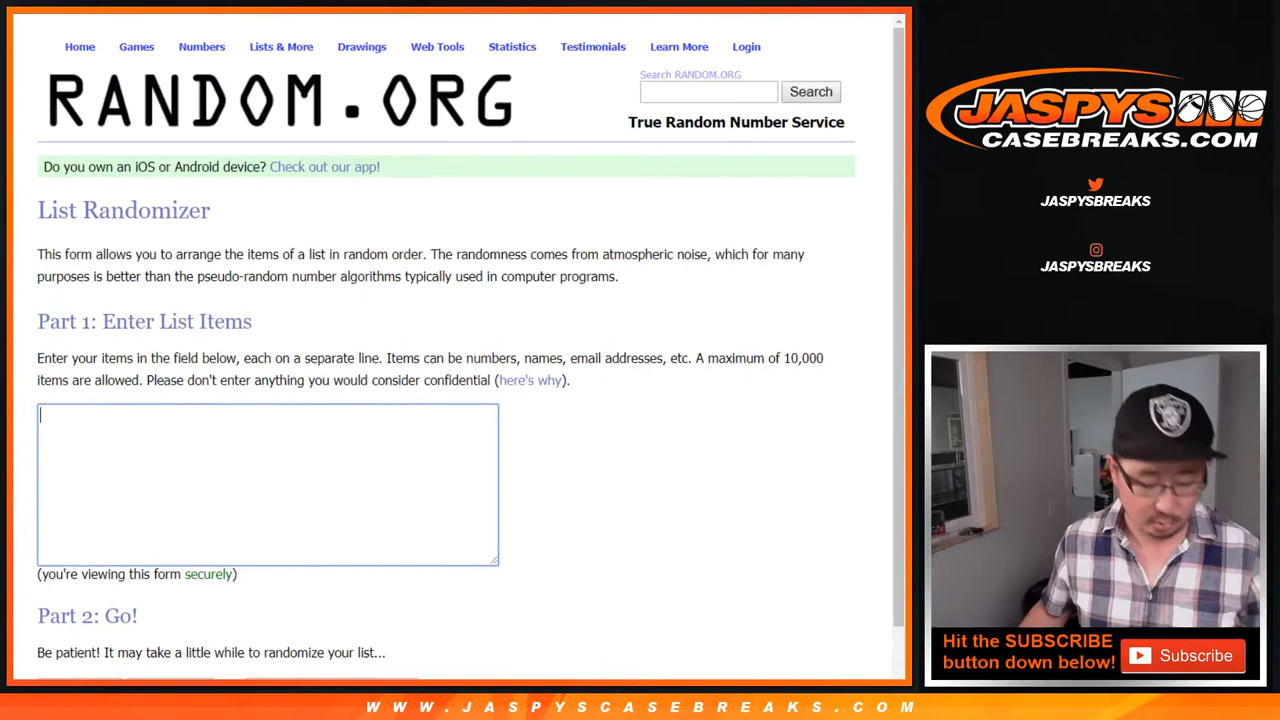 Home Games Numbers Lists & More Drawings Web Tools Statistics Testimonials Learn More Login
RANDOM.ORG
Search RANDOM.ORG
Search
True Random Number Service
Do you own an iOS or Android device? Check out our app!
List Randomizer
This form allows you to arrange the items of a list in random order. The randomness comes from atmospheric noise, which for many
purposes is better than the pseudo-random number algorithms typically used in computer programs.
Part 1: Enter List Items
Enter your items in the field below, each on a separate line. Items can be numbers, names, email addresses, etc. A maximum of 10,000
items are allowed. Please don't enter anything you would consider confidential (here's why).
(you're viewing this form securely)
Part 2: Go!
Be patient! It may take a little while to randomize your list...
JASPYS
CASEBREAKS.COM
JASPYSBREAKS
JASPYSBREAKS
Hit the SUBSCRIBE
button down below!
Subscribe
WWW.JASPYSCASEBREAKS.COM